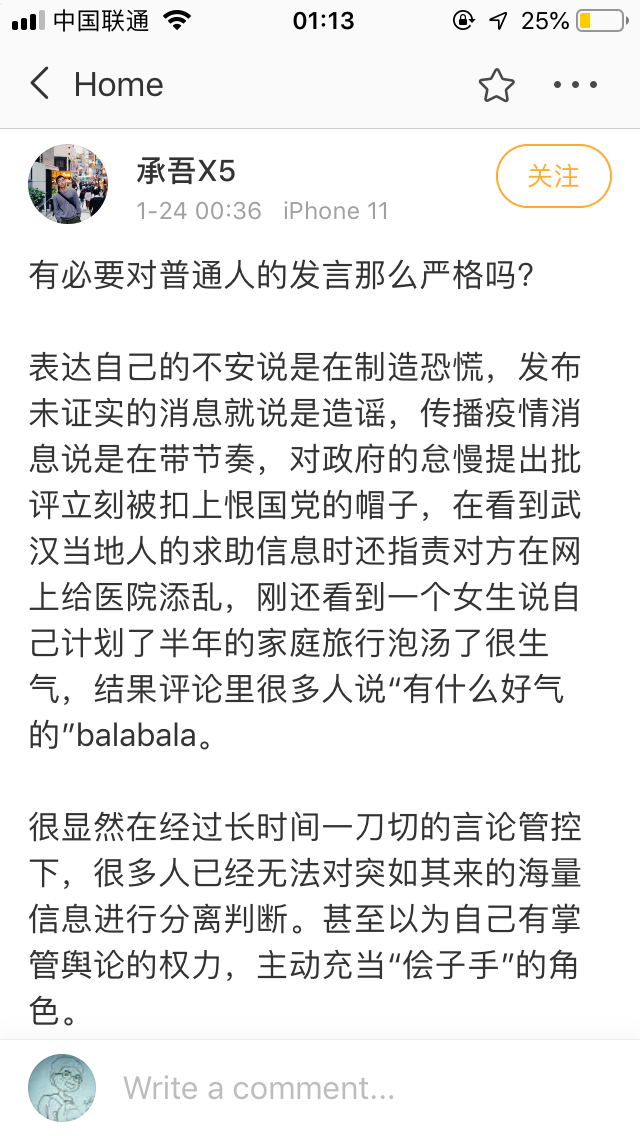 中国联通 01:13 25%
Home
承吾X5
关注
1-24 00:36 iPhone 11
有必要对普通人的发言那么严格吗？
表达自己的不安说是在制造恐慌，发布
未证实的消息就说是造谣，传播疫情消
息说是在带节奏，对政府的怠慢提出批
评立刻被扣上恨国党的帽子，在看到武
汉当地人的求助信息时还指责对方在网
上给医院添乱，刚还看到一个女生说自
己计划了半年的家庭旅行泡汤了很生
气，结果评论里很多人说“有什么好气
的”balabala。
很显然在经过长时间一刀切的言论管控
下，很多人已经无法对突如其来的海量
信息进行分离判断。甚至以为自己有掌
管舆论的权力，主动充当“侩子手”的角
色。
Write a comment...